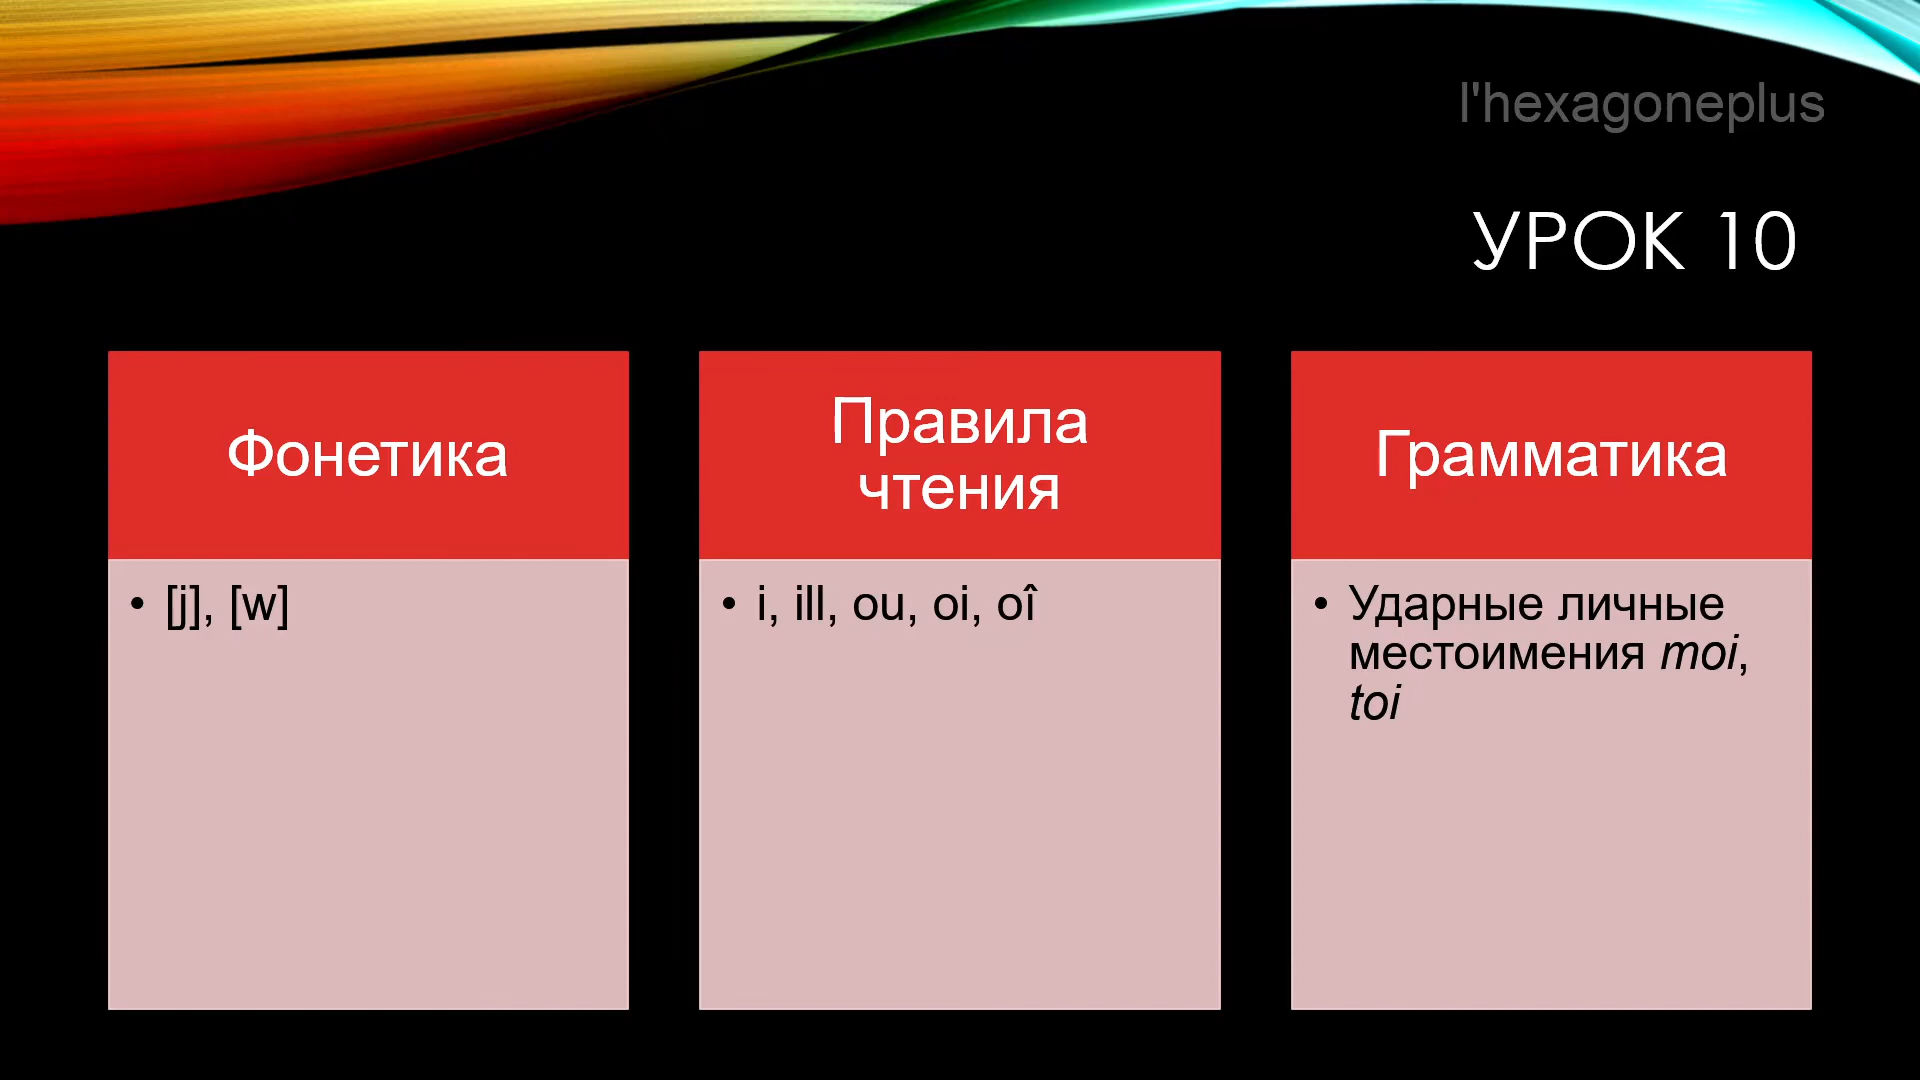 l'hexagoneplus
УРОК 10
Фонетика
• [j], [w]
Правила
чтения
• i, ill, ou, oi, oî
Грамматика
• Ударные личные
местоимения moi,
toi